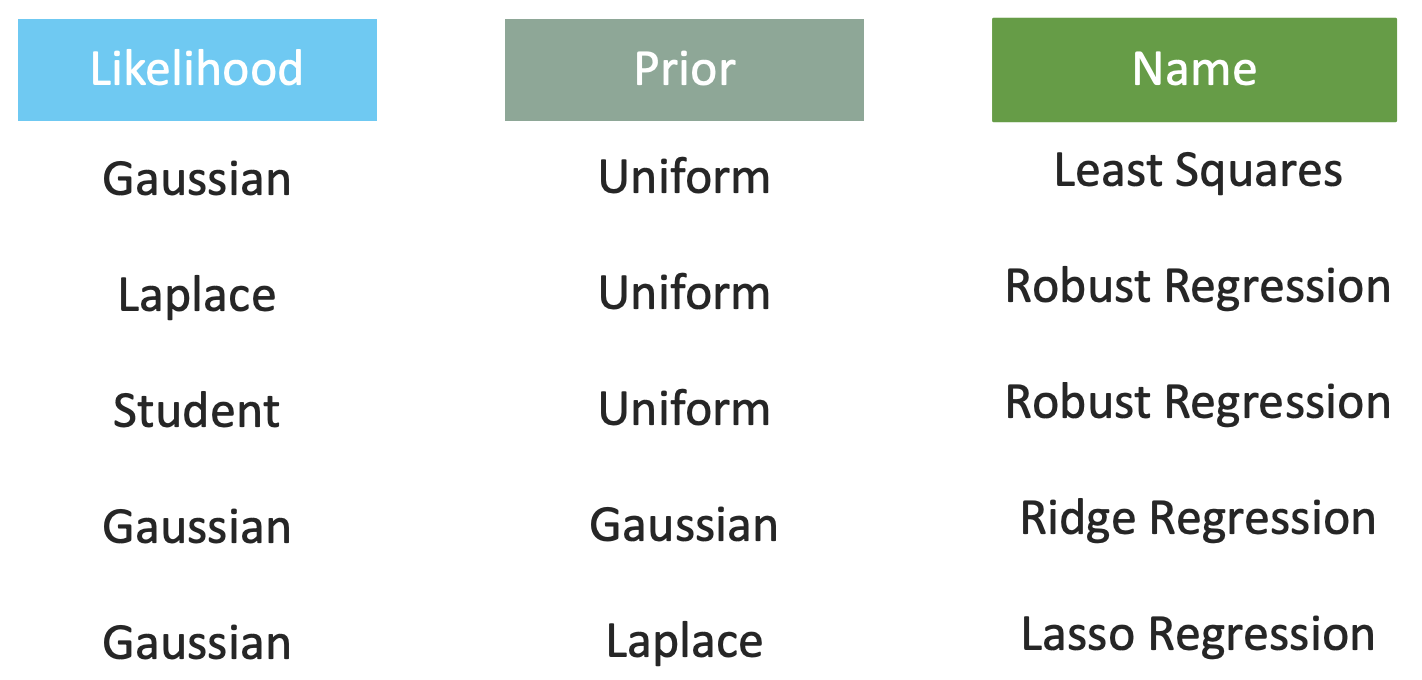 Likelihood Prior Name
Gaussian Uniform Least Squares
Laplace Uniform Robust Regression
Student Uniform Robust Regression
Gaussian Gaussian Ridge Regression
Gaussian Laplace Lasso Regression